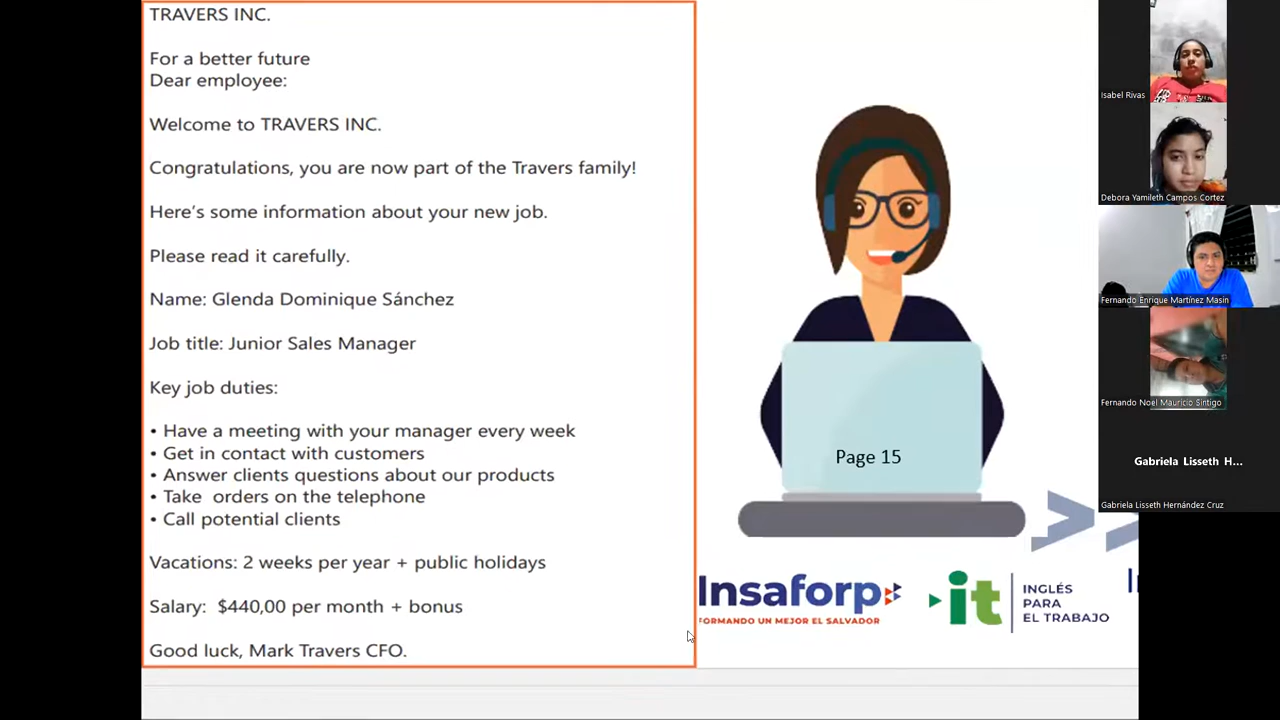 TRAVERS INC.
For a better future
Dear employee:
Welcome to TRAVERS INC.
Congratulations, you are now part of the Travers family!
Here's some information about your new job.
Please read it carefully.
Name: Glenda Dominique Sánchez
Job title: Junior Sales Manager
Key job duties:
• Have a meeting with your manager every week
• Get in contact with customers
• Answer clients questions about our products
• Take  orders on the telephone
• Call potential clients
Vacations: 2 weeks per year + public holidays
Salary:  $440,00 per month + bonus
Good luck, Mark Travers CFO.
Page 15
Insaforp
FORMANDO UN MEJOR EL SALVADOR
it
INGLÉS
PARA
EL TRABAJO
Isabel Rivas
Debora Yamileth Campos Cortez
Fernando Enrique Martínez Masin
Fernando Noel Mauricio Sintigo
Gabriela Lisseth H...
Gabriela Lisseth Hernández Cruz